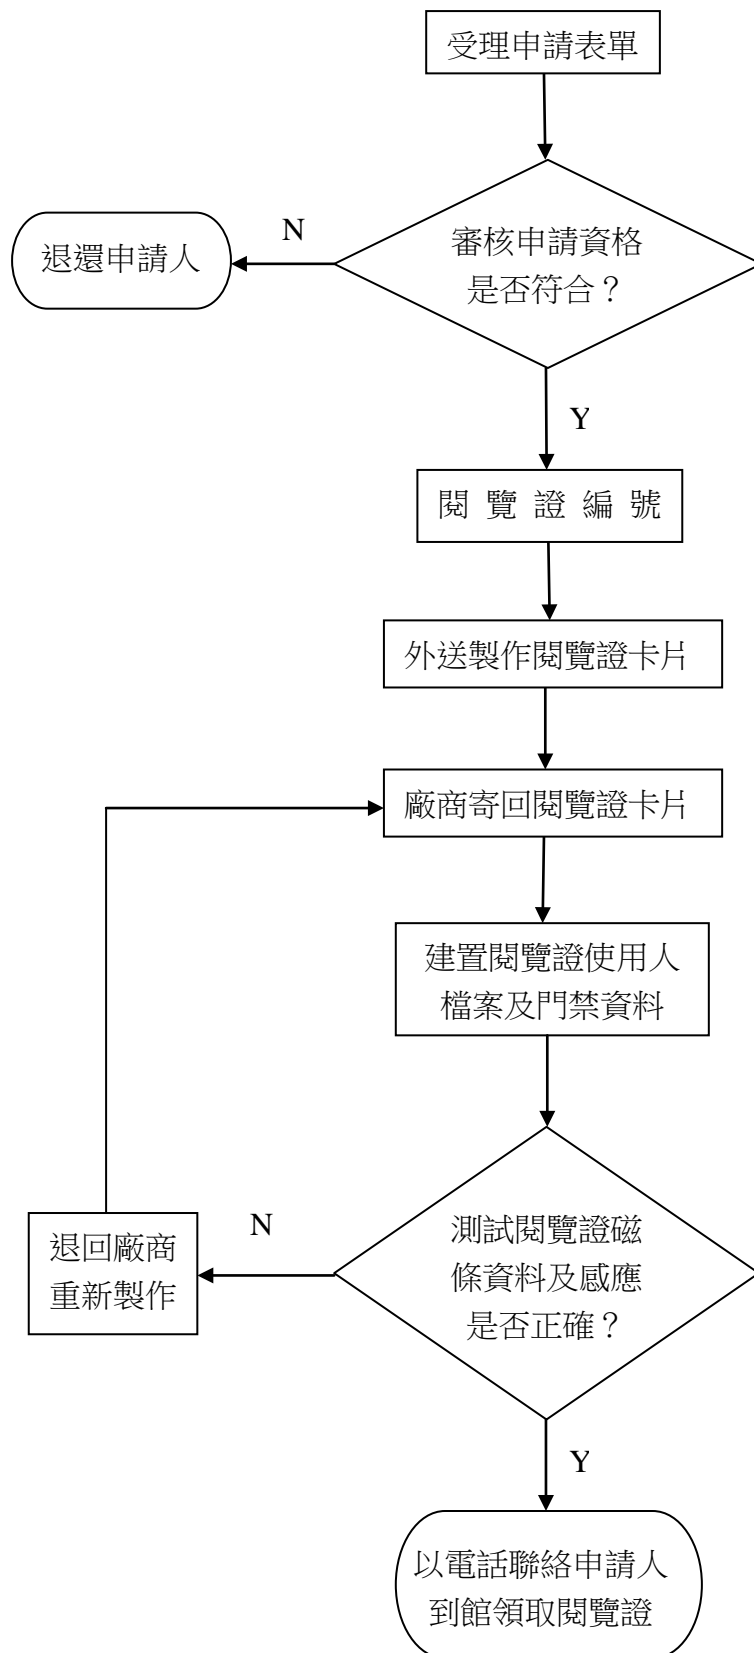 受理申請表單
N
退還申請人
審核申請資格
是否符合？
Y
閱 覽 證 編 號
外送製作閱覽證卡片
廠商寄回閱覽證卡片
建置閱覽證使用人
檔案及門禁資料
N
退回廠商
重新製作
測試閱覽證磁
條資料及感應
是否正確？
Y
以電話聯絡申請人
到館領取閱覽證